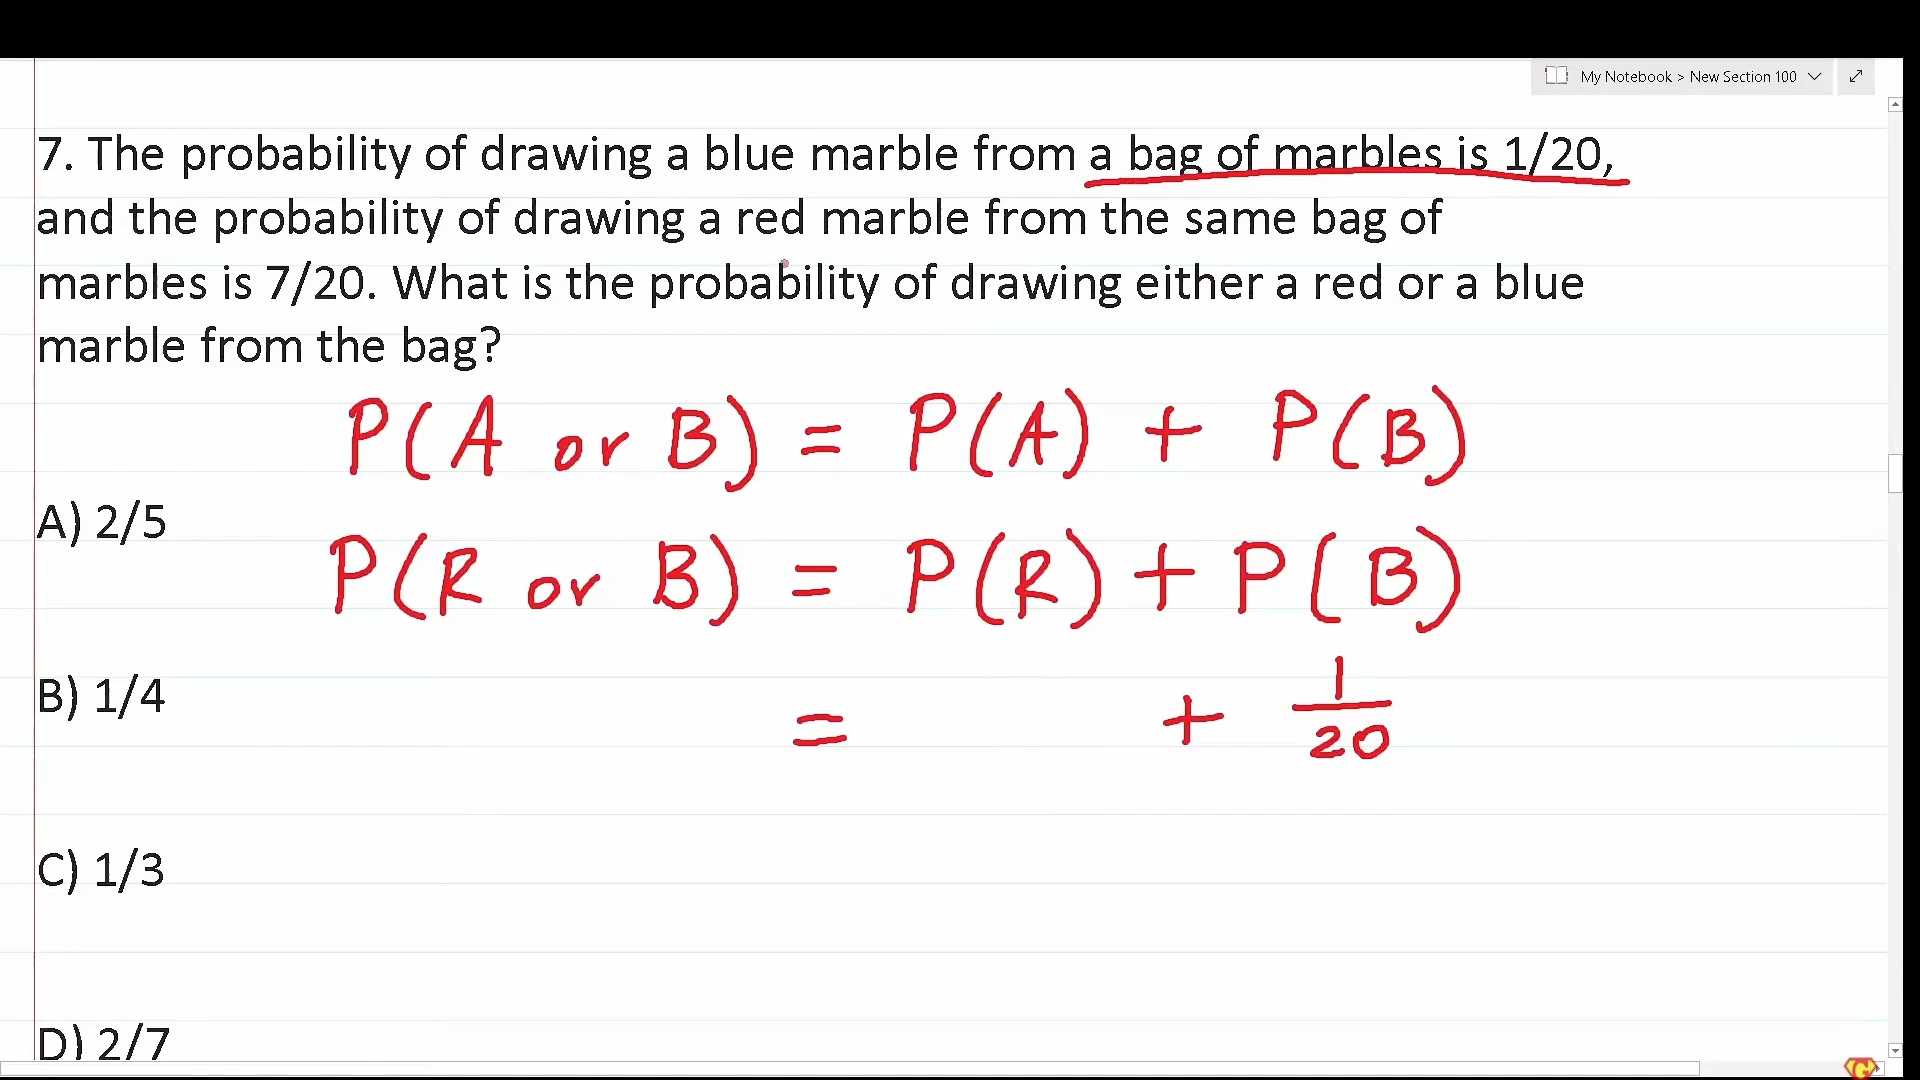 My Notebook > New Section 100
7. The probability of drawing a blue marble from a bag of marbles is 1/20,
and the probability of drawing a red marble from the same bag of
marbles is 7/20. What is the probability of drawing either a red or a blue
marble from the bag?
P(A or B) = P(A) + P(B)
A) 2/5
P(R or B) = P(R) + P(B)
B) 1/4
= + 1/20
C) 1/3
D) 2/7